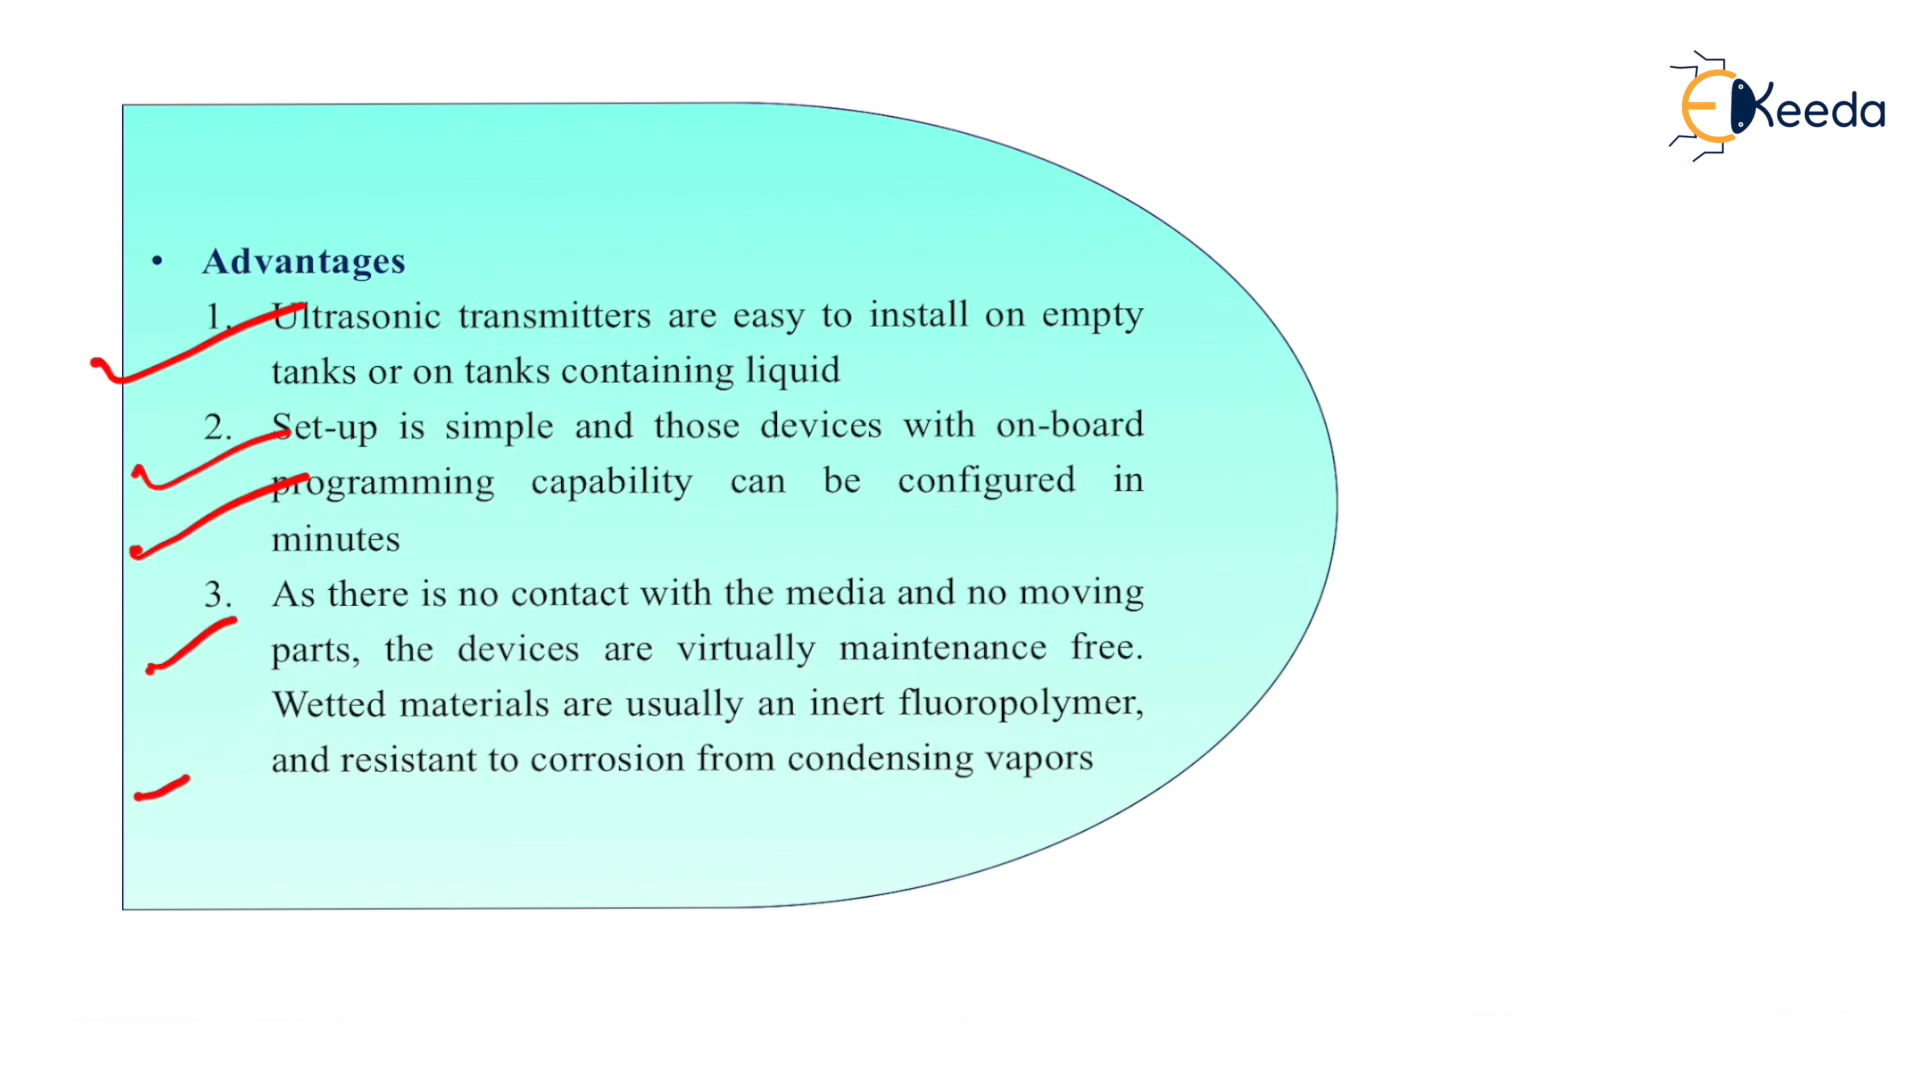 EKeeda
• Advantages
1. Ultrasonic transmitters are easy to install on empty
tanks or on tanks containing liquid
2. Set-up is simple and those devices with on-board
programming capability can be configured in
minutes
3. As there is no contact with the media and no moving
parts, the devices are virtually maintenance free.
Wetted materials are usually an inert fluoropolymer,
and resistant to corrosion from condensing vapors